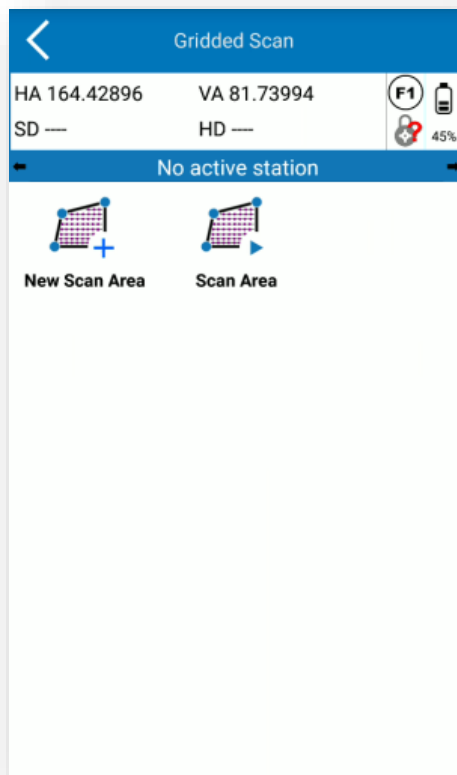 Gridded Scan
HA 164.42896 VA 81.73994
F1
SD ---- HD ----
45%
No active station
New Scan Area Scan Area